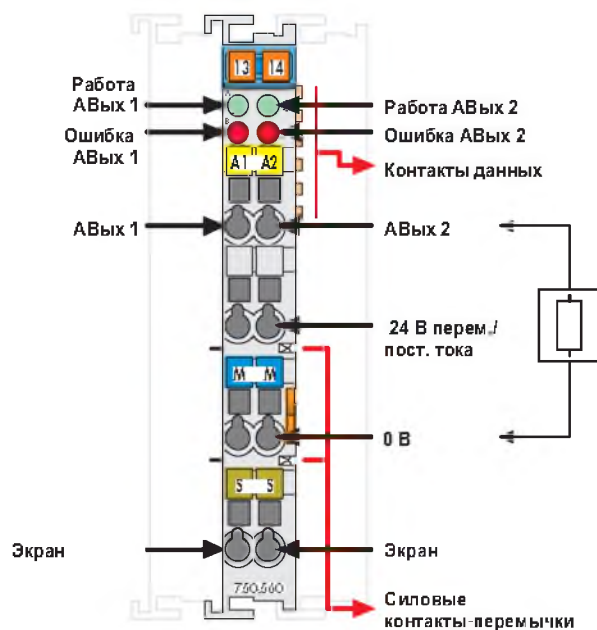 13 14
Работа
АВых 1
Работа АВых 2
A
Ошибка
АВых 1
Ошибка АВых 2
B
A1 A2
Контакты данных
АВых 1
АВых 2
24 В перем./
пост. тока
M M
0 В
S S
Экран
Экран
750-560
Силовые
контакты-перемычки